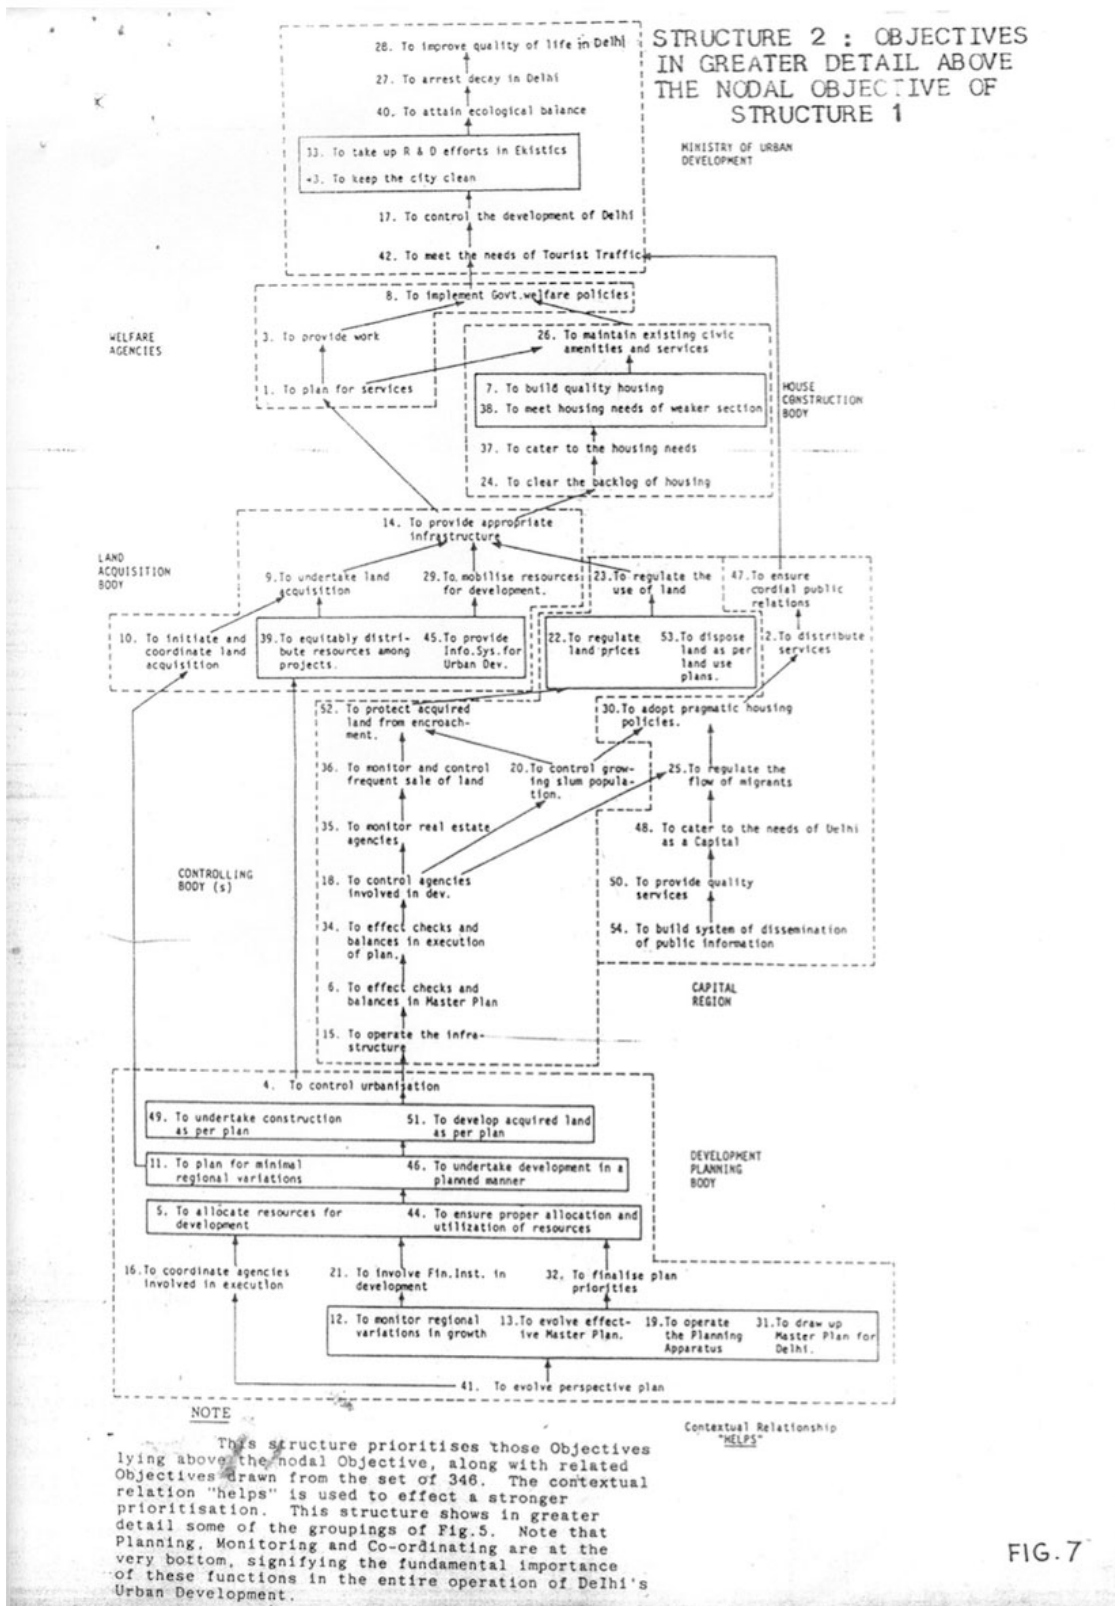 STRUCTURE 2 : OBJECTIVES
IN GREATER DETAIL ABOVE
THE NODAL OBJECTIVE OF
STRUCTURE 1
28. To improve quality of life in Delhi
27. To arrest decay in Delhi
40. To attain ecological balance
MINISTRY OF URBAN
DEVELOPMENT
33. To take up R & D efforts in Ekistics
43. To keep the city clean
17. To control the development of Delhi
42. To meet the needs of Tourist Traffic
8. To implement Govt.welfare policies
WELFARE
AGENCIES
3. To provide work
26. To maintain existing civic
amenities and services
1. To plan for services
7. To build quality housing
38. To meet housing needs of weaker section
HOUSE
CONSTRUCTION
BODY
37. To cater to the housing needs
24. To clear the backlog of housing
14. To provide appropriate
infrastructure
LAND
ACQUISITION
BODY
9.To undertake land
acquisition
29.To mobilise resources
for development.
23.To regulate the
use of land
47.To ensure
cordial public
relations
10. To initiate and
coordinate land
acquisition
39.To equitably distri-
bute resources among
projects.
45.To provide
Info.Sys.for
Urban Dev.
22.To regulate
land prices
53.To dispose
land as per
land use
plans.
2.To distribute
services
52. To protect acquired
land from encroach-
ment.
30.To adopt pragmatic housing
policies.
36. To monitor and control
frequent sale of land
20.To control grow-
ing slum popula-
tion.
25.To regulate the
flow of migrants
35. To monitor real estate
agencies
48. To cater to the needs of Delhi
as a Capital
CONTROLLING
BODY (s)
18. To control agencies
involved in dev.
50. To provide quality
services
34. To effect checks and
balances in execution
of plan.
54. To build system of dissemination
of public information
6. To effect checks and
balances in Master Plan
CAPITAL
REGION
15. To operate the infra-
structure
4. To control urbanisation
49. To undertake construction
as per plan
51. To develop acquired land
as per plan
11. To plan for minimal
regional variations
46. To undertake development in a
planned manner
DEVELOPMENT
PLANNING
BODY
5. To allocate resources for
development
44. To ensure proper allocation and
utilization of resources
16.To coordinate agencies
involved in execution
21. To involve Fin.Inst. in
development
32. To finalise plan
priorities
12. To monitor regional
variations in growth
13.To evolve effect-
ive Master Plan.
19.To operate
the Planning
Apparatus
31.To draw up
Master Plan for
Delhi.
41. To evolve perspective plan
NOTE
Contextual Relationship
"HELPS"
This structure prioritises those Objectives
lying above the nodal Objective, along with related
Objectives drawn from the set of 346. The contextual
relation "helps" is used to effect a stronger
prioritisation. This structure shows in greater
detail some of the groupings of Fig.5. Note that
Planning, Monitoring and Co-ordinating are at the
very bottom, signifying the fundamental importance
of these functions in the entire operation of Delhi's
Urban Development.
FIG.7